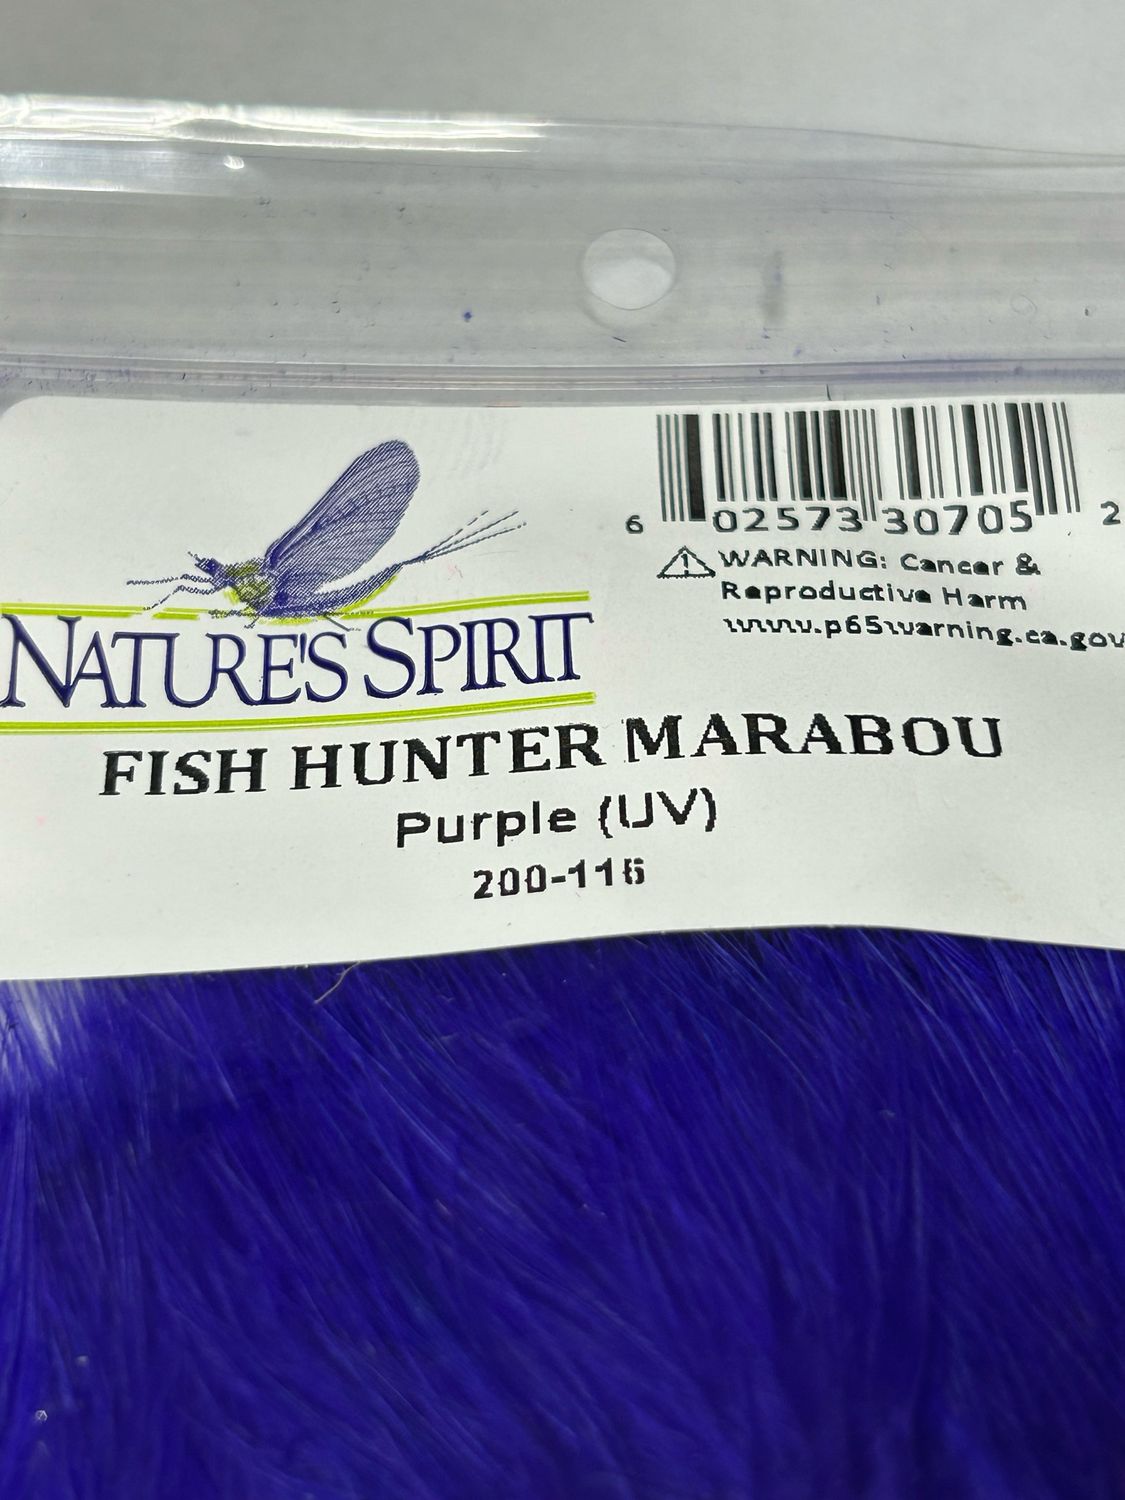 6 02573 30705 2
WARNING: Cancer &
Reproductive Harm
www.p65warning.ca.gov
NATURE'S SPIRIT
FISH HUNTER MARABOU
Purple (UV)
200-116